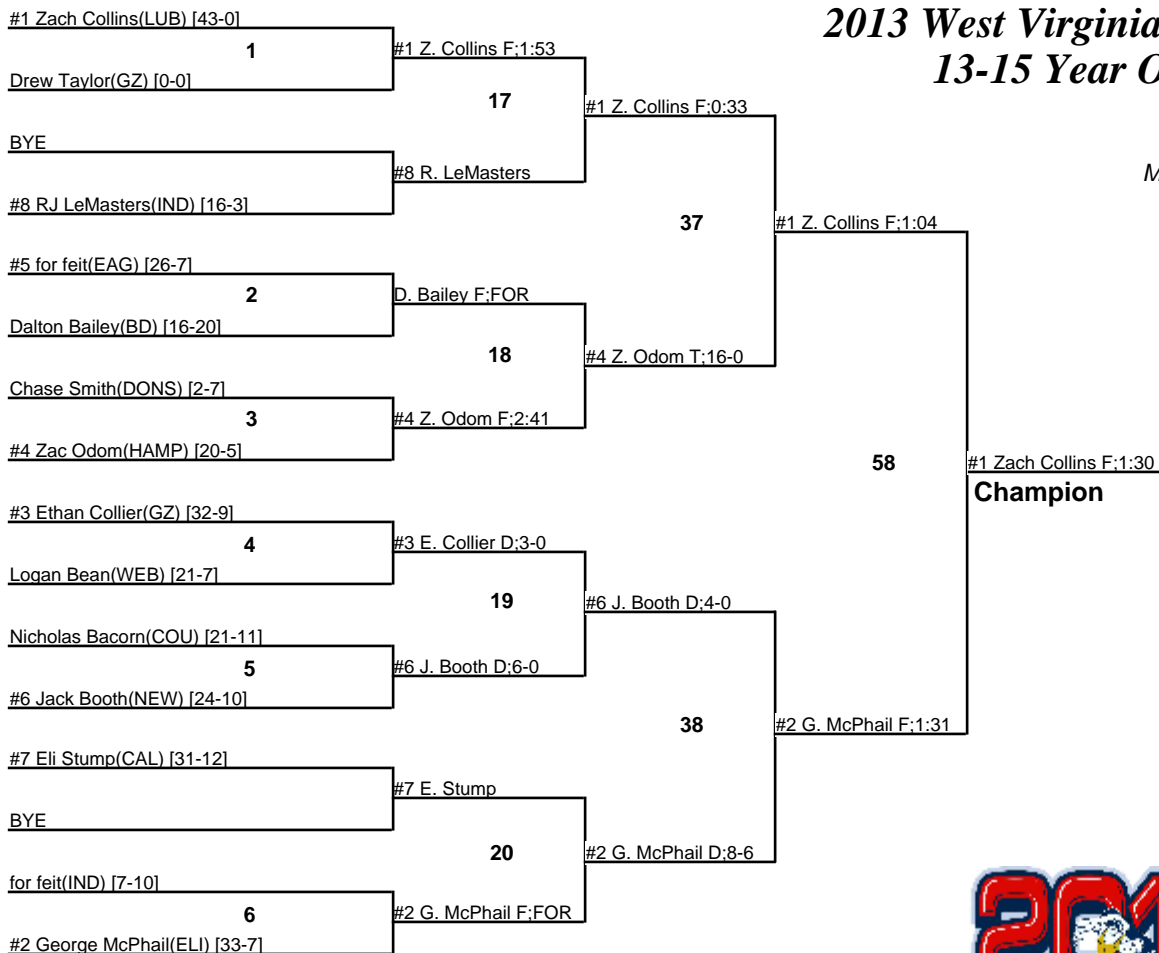 2013 West Virginia
13-15 Year O
M
#1 Zach Collins(LUB) [43-0]
1
Drew Taylor(GZ) [0-0]
#1 Z. Collins F;1:53
17
BYE
#8 R. LeMasters
#8 RJ LeMasters(IND) [16-3]
#1 Z. Collins F;0:33
37
#5 for feit(EAG) [26-7]
2
Dalton Bailey(BD) [16-20]
D. Bailey F;FOR
18
Chase Smith(DONS) [2-7]
3
#4 Zac Odom(HAMP) [20-5]
#4 Z. Odom F;2:41
#4 Z. Odom T;16-0
#1 Z. Collins F;1:04
58
#1 Zach Collins F;1:30
Champion
#3 Ethan Collier(GZ) [32-9]
4
Logan Bean(WEB) [21-7]
#3 E. Collier D;3-0
19
Nicholas Bacorn(COU) [21-11]
5
#6 Jack Booth(NEW) [24-10]
#6 J. Booth D;6-0
#6 J. Booth D;4-0
38
#2 G. McPhail F;1:31
#7 Eli Stump(CAL) [31-12]
BYE
#7 E. Stump
20
for feit(IND) [7-10]
6
#2 George McPhail(ELI) [33-7]
#2 G. McPhail F;FOR
#2 G. McPhail D;8-6
201